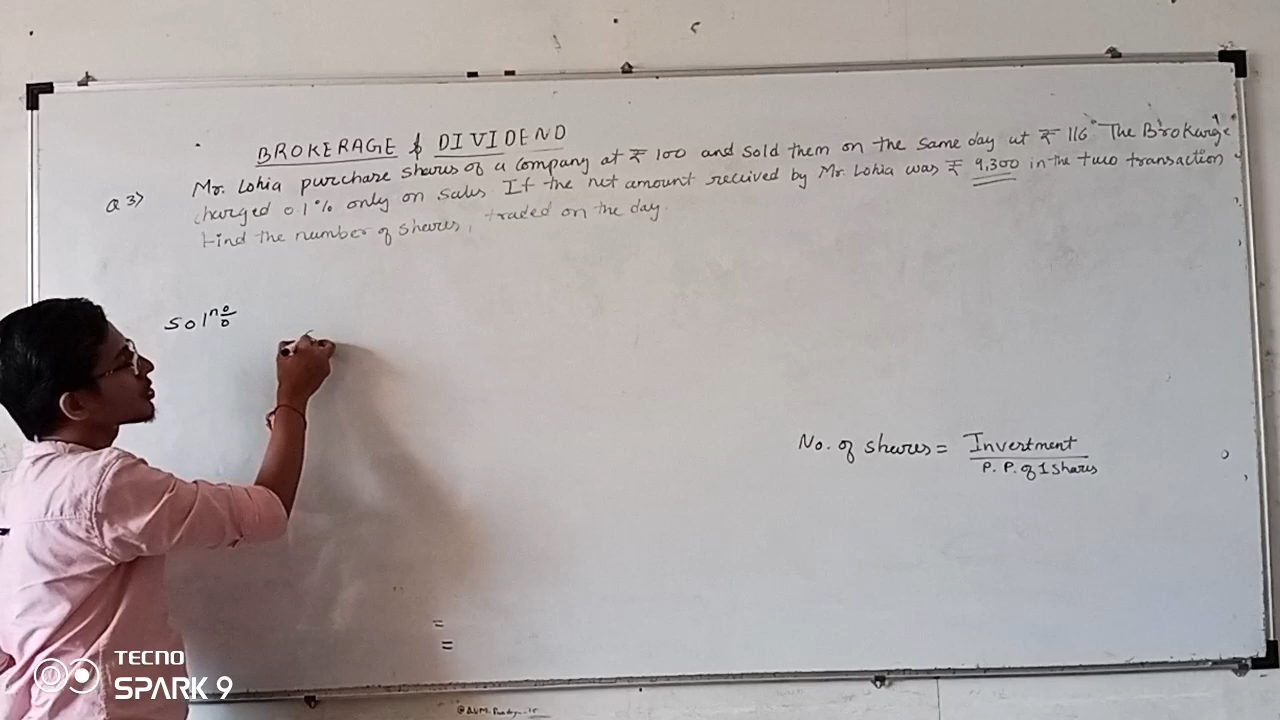 BROKERAGE & DIVIDEND
Q 3> Mr. Lohia purchase shares of a company at ₹ 100 and sold them on the same day at ₹ 116 The Brokerage
charged 0.1% only on sales. If the net amount received by Mr. Lohia was ₹ 9,300 in the two transaction
Find the number of shares, traded on the day.
Solⁿ
No. of shares = Investment
P. P. of 1 shares
=
=
TECNO
SPARK 9